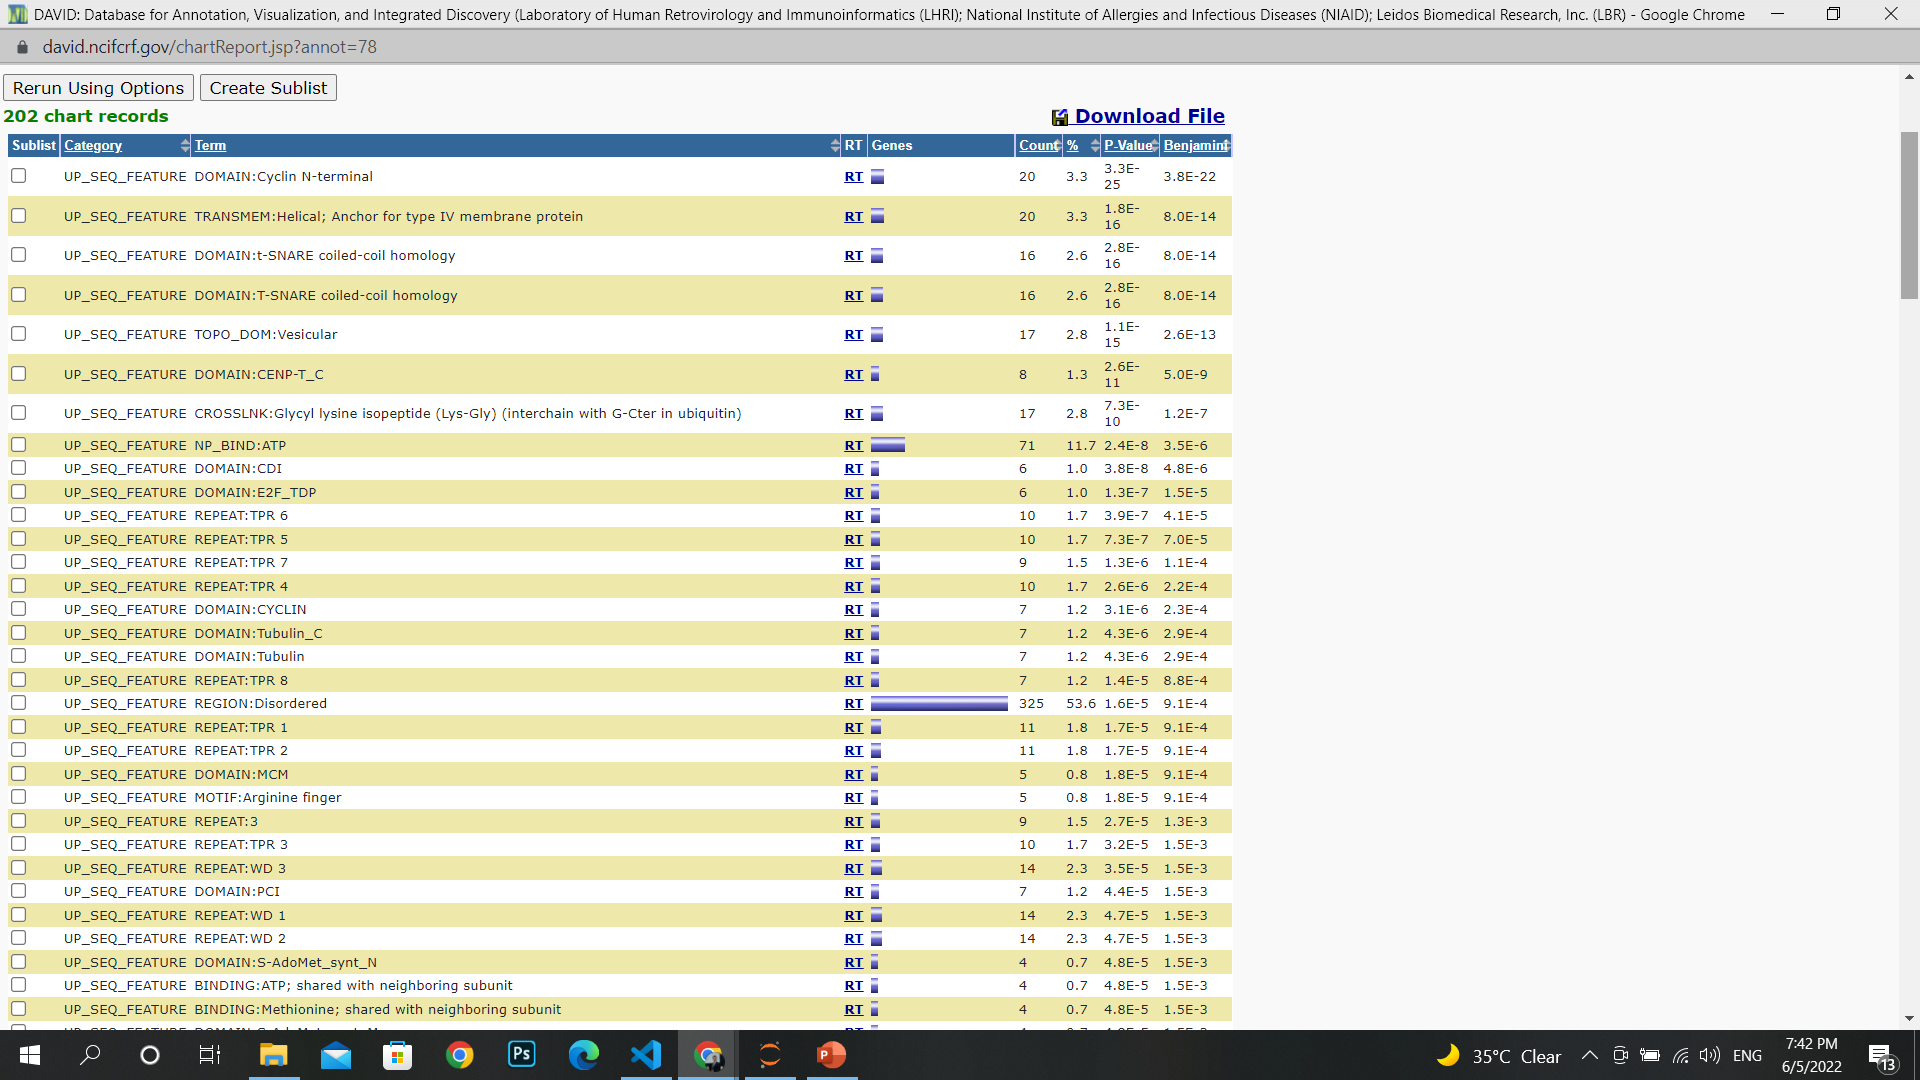 DAVID: Database for Annotation, Visualization, and Integrated Discovery (Laboratory of Human Retrovirology and Immunoinformatics (LHRI); National Institute of Allergies and Infectious Diseases (NIAID); Leidos Biomedical Research, Inc. (LBR) - Google Chrome
david.ncifcrf.gov/chartReport.jsp?annot=78
Rerun Using Options Create Sublist
202 chart records Download File
Sublist Category Term RT Genes Count % P-Value Benjamini
UP_SEQ_FEATURE DOMAIN:Cyclin N-terminal RT 20 3.3 3.3E-25 3.8E-22
UP_SEQ_FEATURE TRANSMEM:Helical; Anchor for type IV membrane protein RT 20 3.3 1.8E-16 8.0E-14
UP_SEQ_FEATURE DOMAIN:t-SNARE coiled-coil homology RT 16 2.6 2.8E-16 8.0E-14
UP_SEQ_FEATURE DOMAIN:T-SNARE coiled-coil homology RT 16 2.6 2.8E-16 8.0E-14
UP_SEQ_FEATURE TOPO_DOM:Vesicular RT 17 2.8 1.1E-15 2.6E-13
UP_SEQ_FEATURE DOMAIN:CENP-T_C RT 8 1.3 2.6E-11 5.0E-9
UP_SEQ_FEATURE CROSSLNK:Glycyl lysine isopeptide (Lys-Gly) (interchain with G-Cter in ubiquitin) RT 17 2.8 7.3E-10 1.2E-7
UP_SEQ_FEATURE NP_BIND:ATP RT 71 11.7 2.4E-8 3.5E-6
UP_SEQ_FEATURE DOMAIN:CDI RT 6 1.0 3.8E-8 4.8E-6
UP_SEQ_FEATURE DOMAIN:E2F_TDP RT 6 1.0 1.3E-7 1.5E-5
UP_SEQ_FEATURE REPEAT:TPR 6 RT 10 1.7 3.9E-7 4.1E-5
UP_SEQ_FEATURE REPEAT:TPR 5 RT 10 1.7 7.3E-7 7.0E-5
UP_SEQ_FEATURE REPEAT:TPR 7 RT 9 1.5 1.3E-6 1.1E-4
UP_SEQ_FEATURE REPEAT:TPR 4 RT 10 1.7 2.6E-6 2.2E-4
UP_SEQ_FEATURE DOMAIN:CYCLIN RT 7 1.2 3.1E-6 2.3E-4
UP_SEQ_FEATURE DOMAIN:Tubulin_C RT 7 1.2 4.3E-6 2.9E-4
UP_SEQ_FEATURE DOMAIN:Tubulin RT 7 1.2 4.3E-6 2.9E-4
UP_SEQ_FEATURE REPEAT:TPR 8 RT 7 1.2 1.4E-5 8.8E-4
UP_SEQ_FEATURE REGION:Disordered RT 325 53.6 1.6E-5 9.1E-4
UP_SEQ_FEATURE REPEAT:TPR 1 RT 11 1.8 1.7E-5 9.1E-4
UP_SEQ_FEATURE REPEAT:TPR 2 RT 11 1.8 1.7E-5 9.1E-4
UP_SEQ_FEATURE DOMAIN:MCM RT 5 0.8 1.8E-5 9.1E-4
UP_SEQ_FEATURE MOTIF:Arginine finger RT 5 0.8 1.8E-5 9.1E-4
UP_SEQ_FEATURE REPEAT:3 RT 9 1.5 2.7E-5 1.3E-3
UP_SEQ_FEATURE REPEAT:TPR 3 RT 10 1.7 3.2E-5 1.5E-3
UP_SEQ_FEATURE REPEAT:WD 3 RT 14 2.3 3.5E-5 1.5E-3
UP_SEQ_FEATURE DOMAIN:PCI RT 7 1.2 4.4E-5 1.5E-3
UP_SEQ_FEATURE REPEAT:WD 1 RT 14 2.3 4.7E-5 1.5E-3
UP_SEQ_FEATURE REPEAT:WD 2 RT 14 2.3 4.7E-5 1.5E-3
UP_SEQ_FEATURE DOMAIN:S-AdoMet_synt_N RT 4 0.7 4.8E-5 1.5E-3
UP_SEQ_FEATURE BINDING:ATP; shared with neighboring subunit RT 4 0.7 4.8E-5 1.5E-3
UP_SEQ_FEATURE BINDING:Methionine; shared with neighboring subunit RT 4 0.7 4.8E-5 1.5E-3
Ps
35°C Clear ENG 7:42 PM
6/5/2022 13